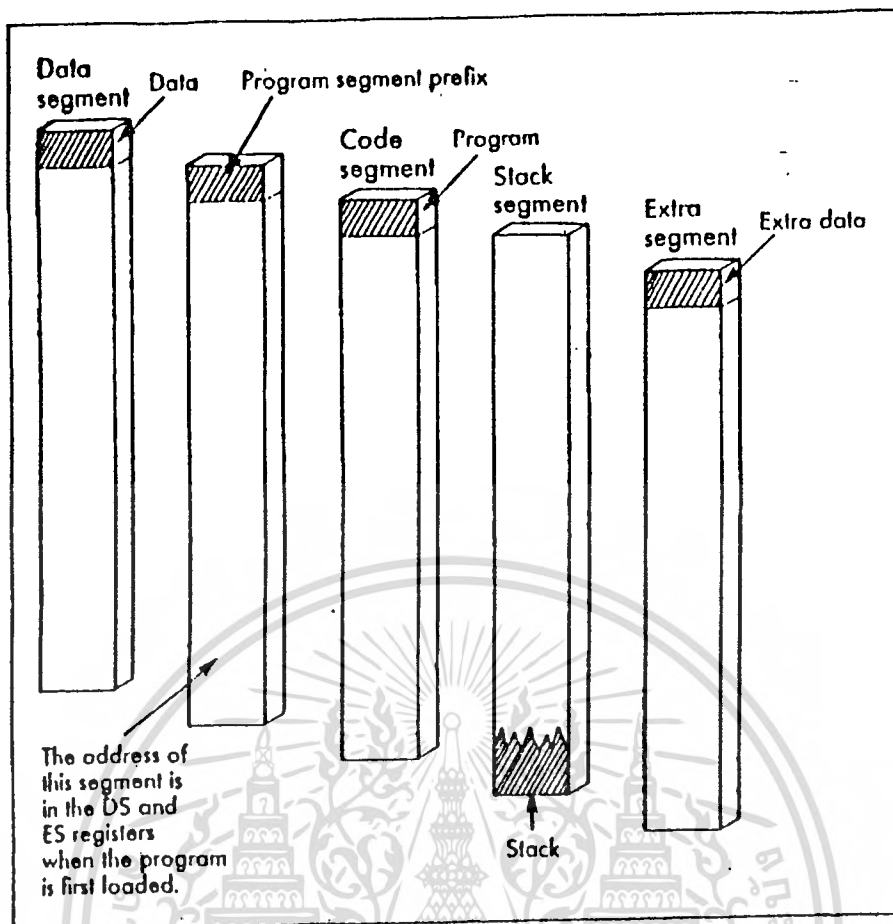 Data
segment
Data
Program segment prefix
Code
segment
Program
Stack
segment
Extra
segment
Extra data
The address of
this segment is
in the DS and
ES registers
when the program
is first loaded.
Stack